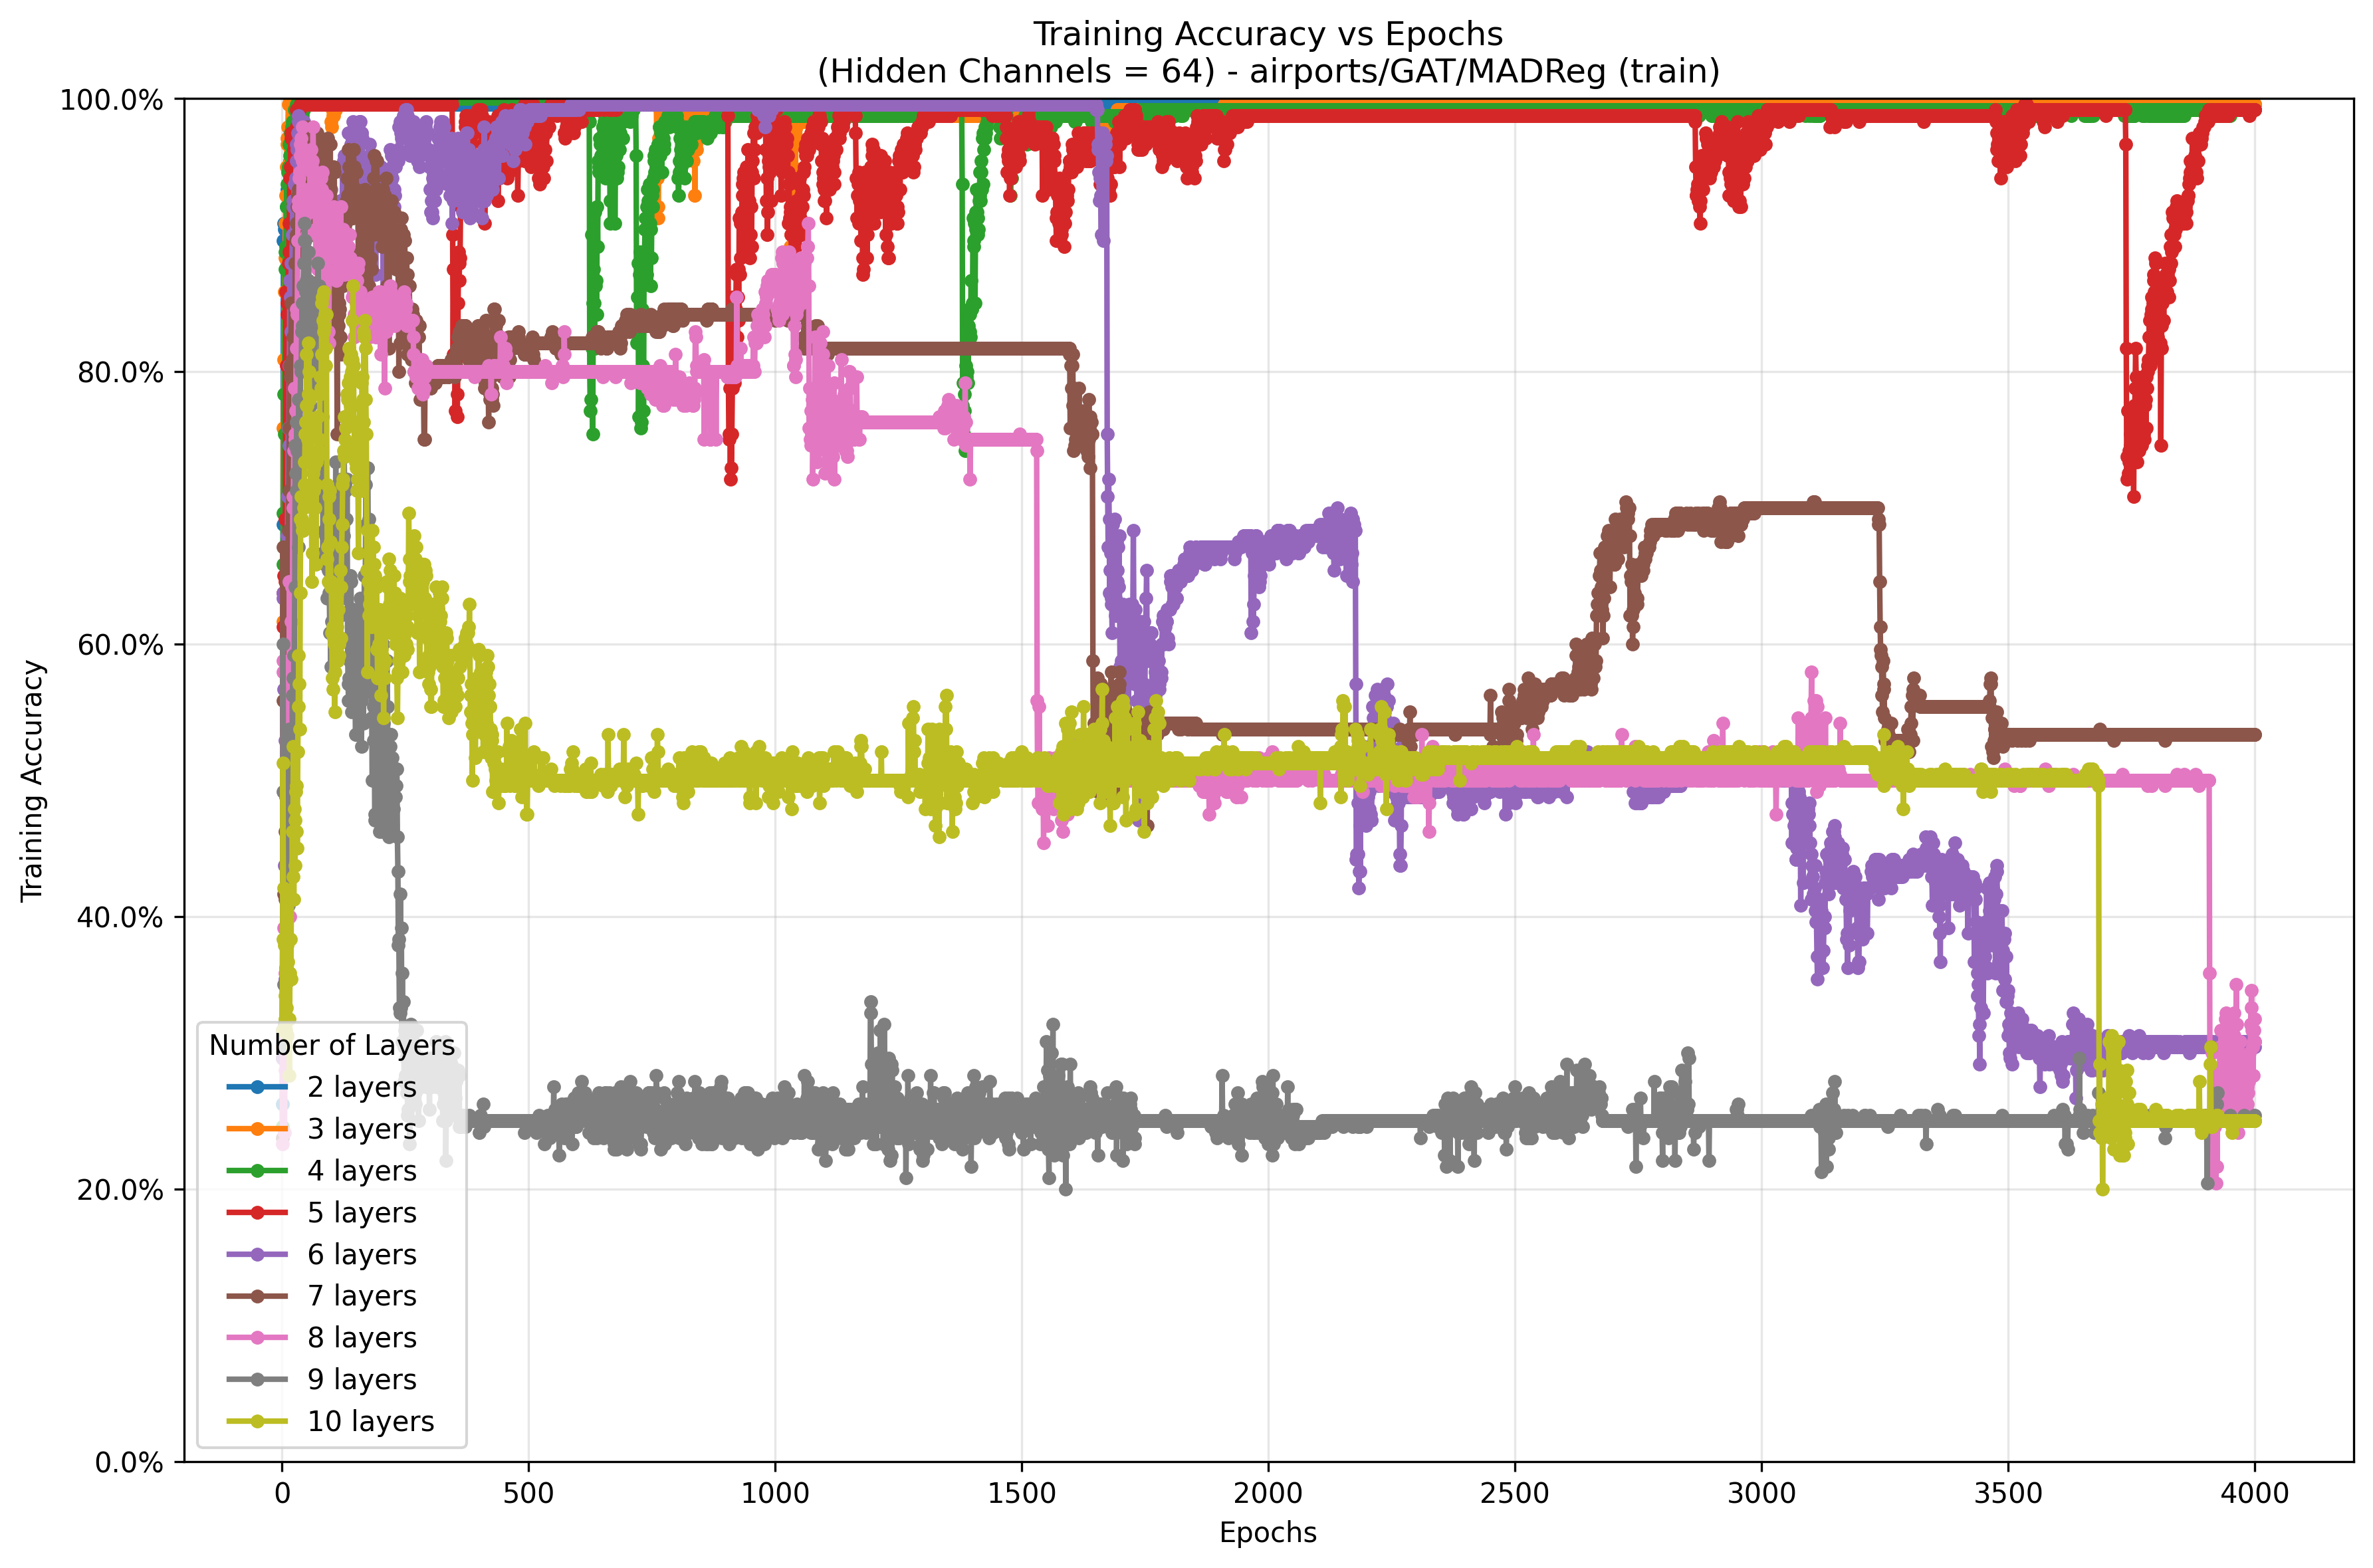 Training Accuracy vs Epochs
(Hidden Channels = 64) - airports/GAT/MADReg (train)
100.0%
80.0%
60.0%
40.0%
20.0%
0.0%
Training Accuracy
Number of Layers
2 layers
3 layers
4 layers
5 layers
6 layers
7 layers
8 layers
9 layers
10 layers
0 500 1000 1500 2000 2500 3000 3500 4000
Epochs